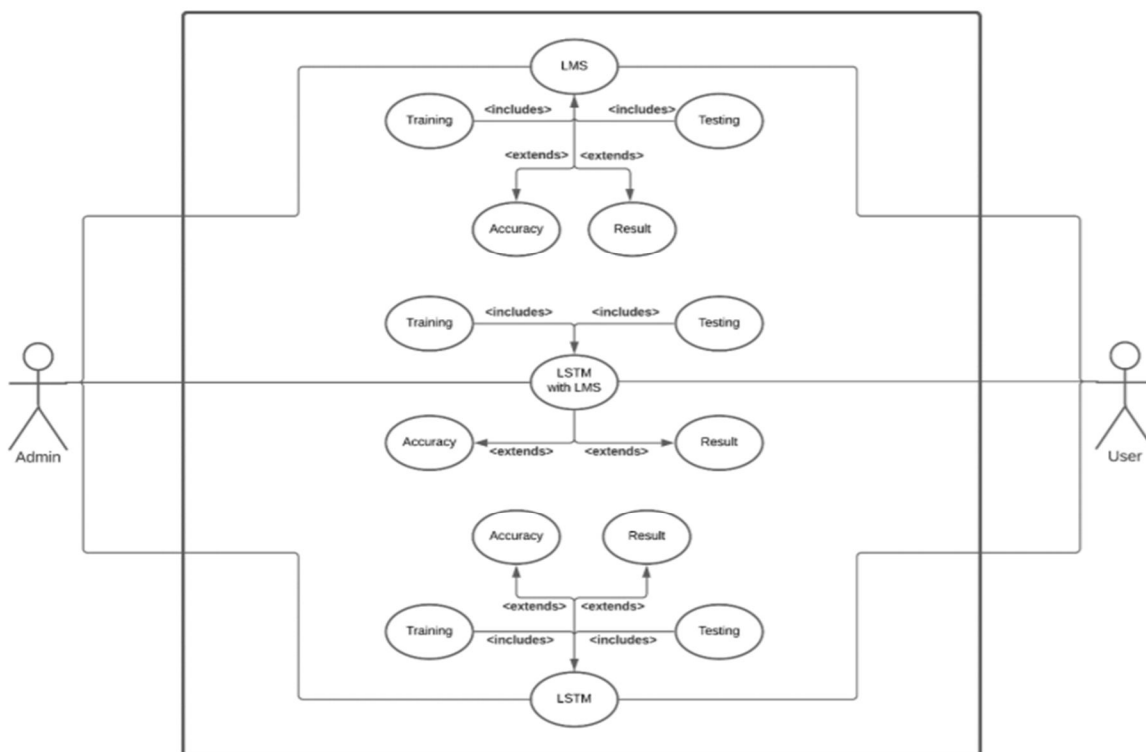 LMS
Training
<includes>
<includes>
Testing
<extends>
<extends>
Accuracy
Result
Training
<includes>
<includes>
Testing
LSTM
with LMS
Admin
User
Accuracy
<extends>
<extends>
Result
Accuracy
Result
<extends>
<extends>
Training
<includes>
<includes>
Testing
LSTM